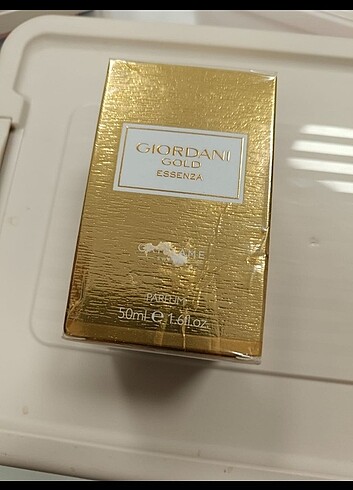 GIORDANI
GOLD
ESSENZA
PARFUM
50ml e 1.6fl.oz.